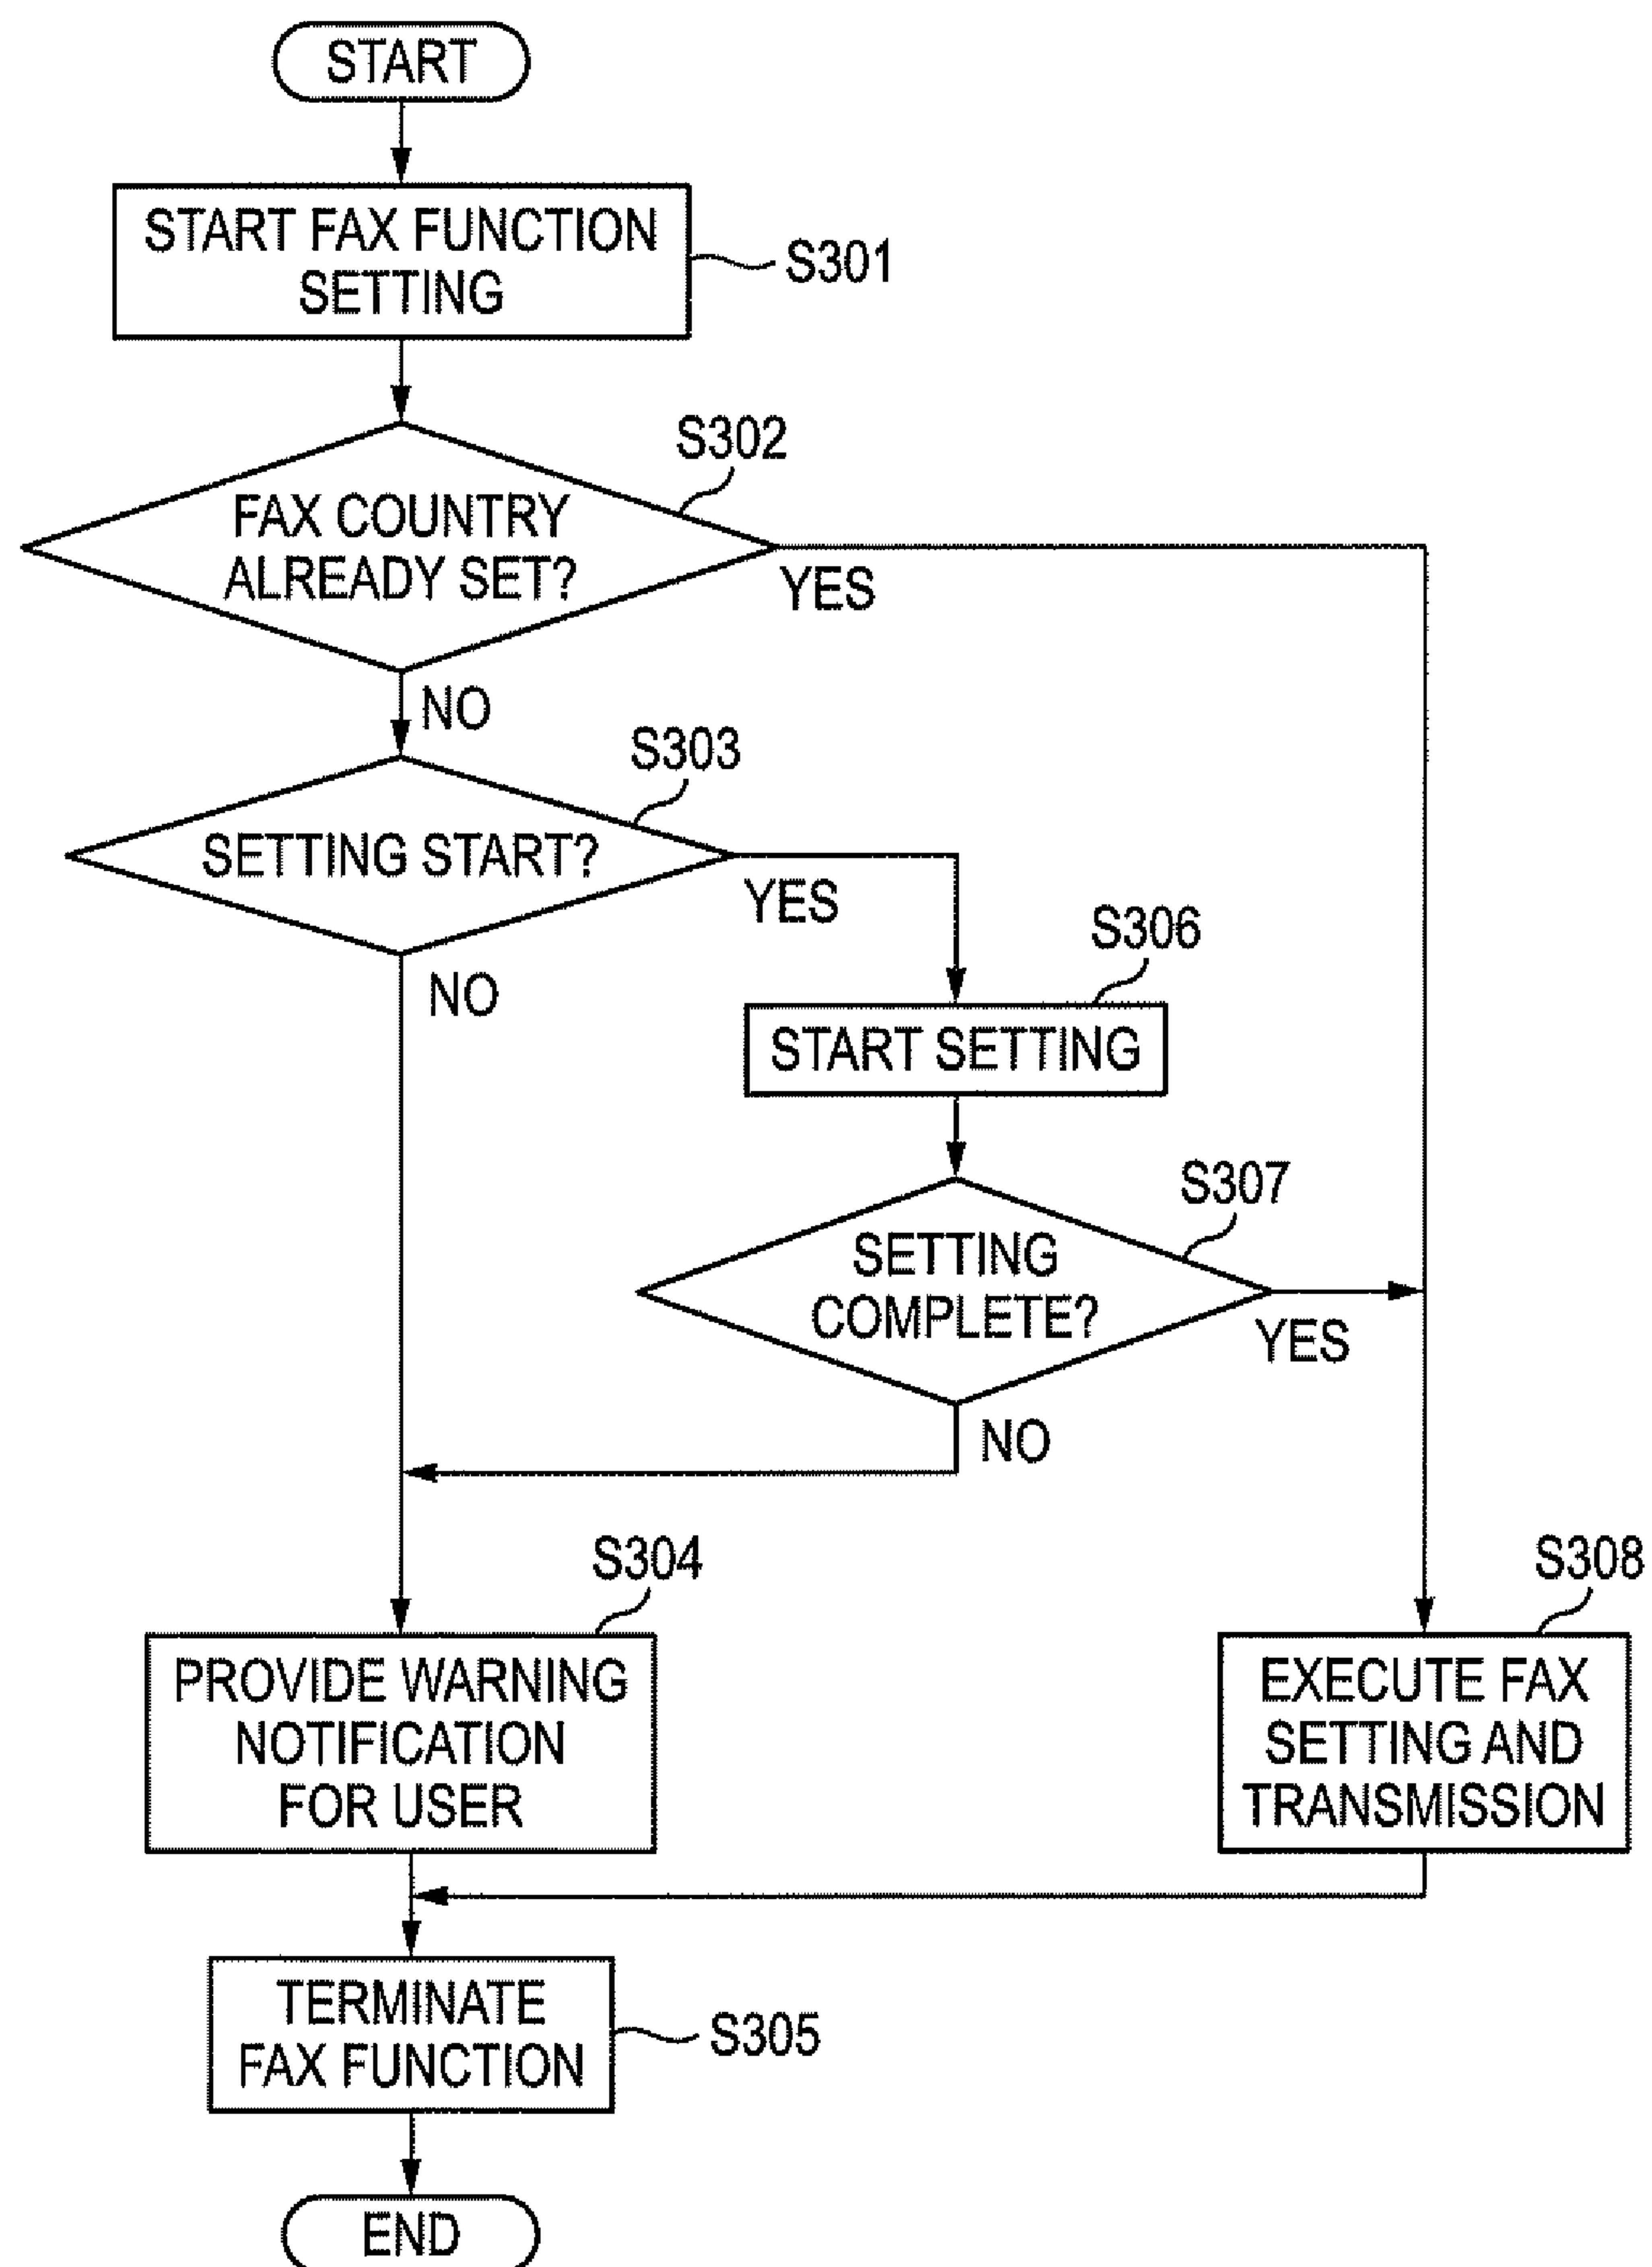 START
START FAX FUNCTION
SETTING
S301
S302
FAX COUNTRY
ALREADY SET?
YES
NO
S303
SETTING START?
YES
NO
S306
START SETTING
S307
SETTING
COMPLETE?
YES
NO
S304
PROVIDE WARNING
NOTIFICATION
FOR USER
S308
EXECUTE FAX
SETTING AND
TRANSMISSION
TERMINATE
FAX FUNCTION
S305
END